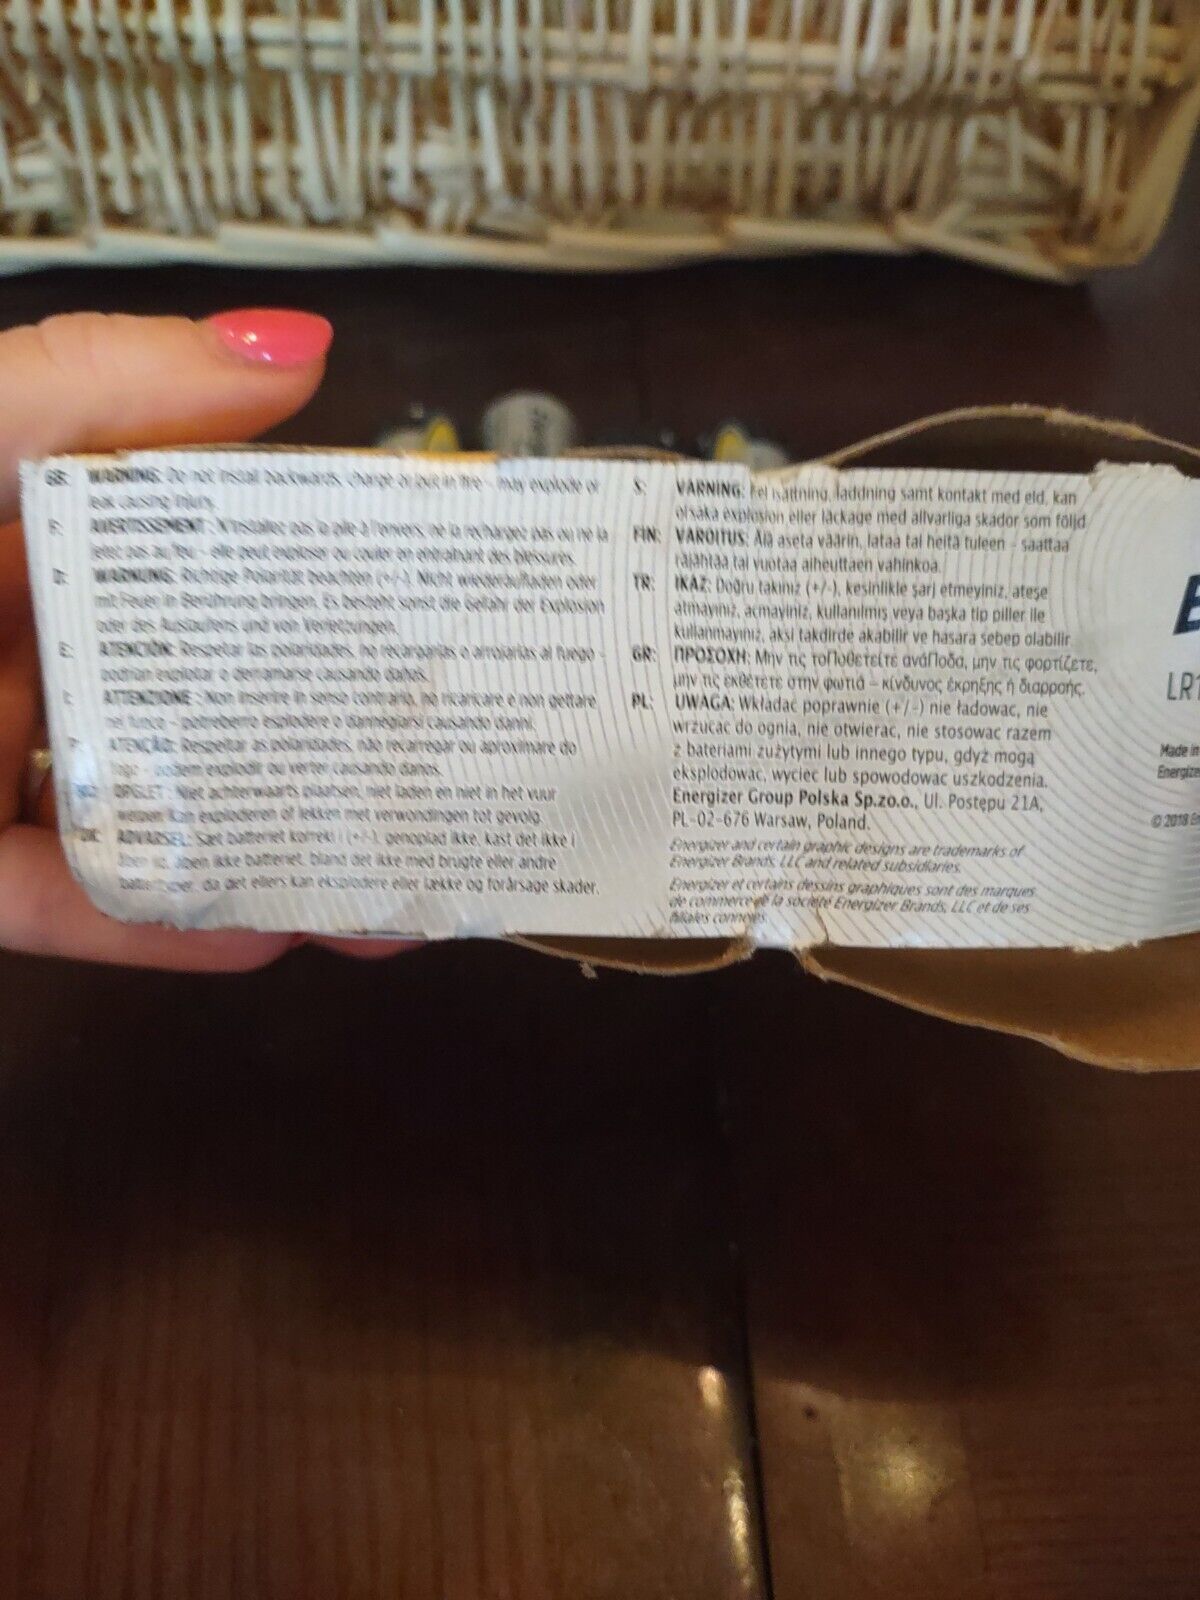 GB: WARNING: Do not install backwards, charge or put in fire - may explode or
leak causing injury.
F: AVERTISSEMENT: N'installez pas la pile à l'envers, ne la rechargez pas ou ne la
jetez pas au feu - elle peut exploser ou couler en entraînant des blessures.
D: WARNUNG: Richtige Polarität beachten (+/-). Nicht wiederaufladen oder
mit Feuer in Berührung bringen. Es besteht sonst die Gefahr der Explosion
oder des Auslaufens und von Verletzungen.
E: ATENCIÓN: Respetar las polaridades, no recargarlas o arrojarlas al fuego -
podrían explotar o derramarse causando daños.
I: ATTENZIONE : Non inserire in senso contrario, no ricaricare e non gettare
nel fuoco - potrebero esplodere o dannegiarsi causando danni.
P: ATENÇÃO: Respeitar as polaridades, não recarregar ou aproximare do
fogo - podem explodit ou verter causando danos.
OPGLET : Niet achterwaarts plaatsen, niet laden en niet in het vuur
werpen Kan exploderen of lekken met verwondingen tot gevolg.
DK: ADVARSEL: Sæt batteriet korrekt i (+/-), genoplad ikke, kast det ikke i
åben ild, åben ikke batteriet, bland det ikke med brugte eller andre
batterityper, da det ellers kan eksplodere eller lække og forårsage skader.
S: VARNING: Fel isättning, laddning samt kontakt med eld, kan
orsaka explosion eller läckage med allvarliga skador som följd.
FIN: VAROITUS: Älä aseta väärin, lataa tai heitä tuleen - saattaa
räjähtää tai vuotaa aiheuttaen vahinkoa.
TR: IKAZ: Doğru takınız (+/-), kesinlikle şarj etmeyiniz, ateşe
atmayınız, açmayınız, kullanılmış veya başka tip piller ile
kullanmayınız, aksi takdirde akabilir ve hasara sebep olabilir.
GR: ΠΡΟΣΟΧΗ: Μην τις τοΠοθετείτε ανάΠοδα, μην τις φορτίζετε,
μην τις εκθέτετε στην φωτιά – κίνδυνος έκρηξης ή διαρροής.
PL: UWAGA: Wkładać poprawnie (+/-) nie ładować, nie
wrzucać do ognia, nie otwierać, nie stosować razem
z bateriami zużytymi lub innego typu, gdyż mogą
eksplodować, wyciec lub spowodować uszkodzenia.
Energizer Group Polska Sp.zo.o., Ul. Postępu 21A,
PL-02-676 Warsaw, Poland.
Energizer and certain graphic designs are trademarks of
Energizer Brands, LLC and related subsidiaries.
Energizer et certains dessins graphiques sont des marques
de commerce de la société Energizer Brands, LLC et de ses
filiales connexes.
E
LR1
Made in
Energize
© 2018 En